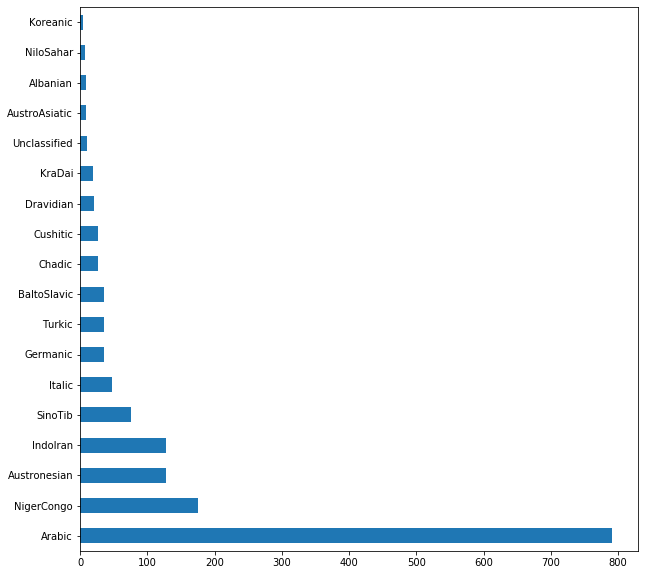 Koreanic
NiloSahar
Albanian
AustroAsiatic
Unclassified
KraDai
Dravidian
Cushitic
Chadic
BaltoSlavic
Turkic
Germanic
Italic
SinoTib
IndoIran
Austronesian
NigerCongo
Arabic
0 100 200 300 400 500 600 700 800